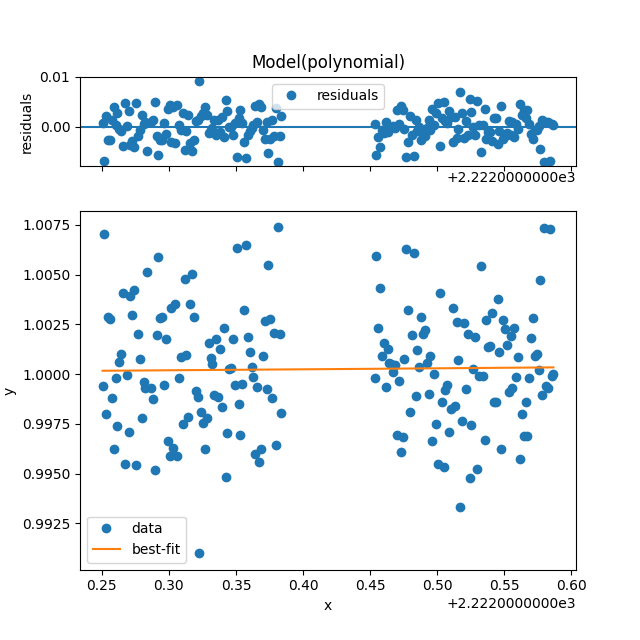 Model(polynomial)
0.01
0.00
residuals
residuals
+2.2220000000e3
1.0075
1.0050
1.0025
1.0000
0.9975
0.9950
0.9925
y
data
best-fit
0.25 0.30 0.35 0.40 0.45 0.50 0.55 0.60
x
+2.2220000000e3